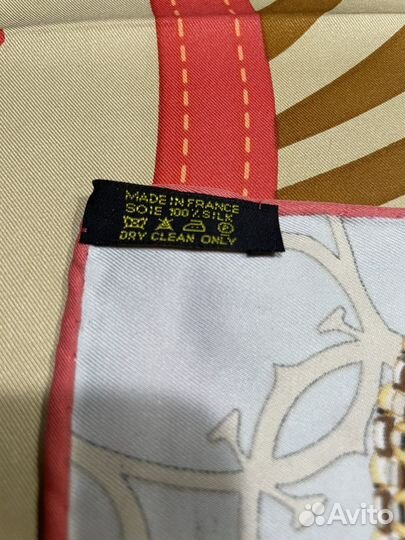 MADE IN FRANCE
SOIE 100% SILK
DRY CLEAN ONLY
Avito